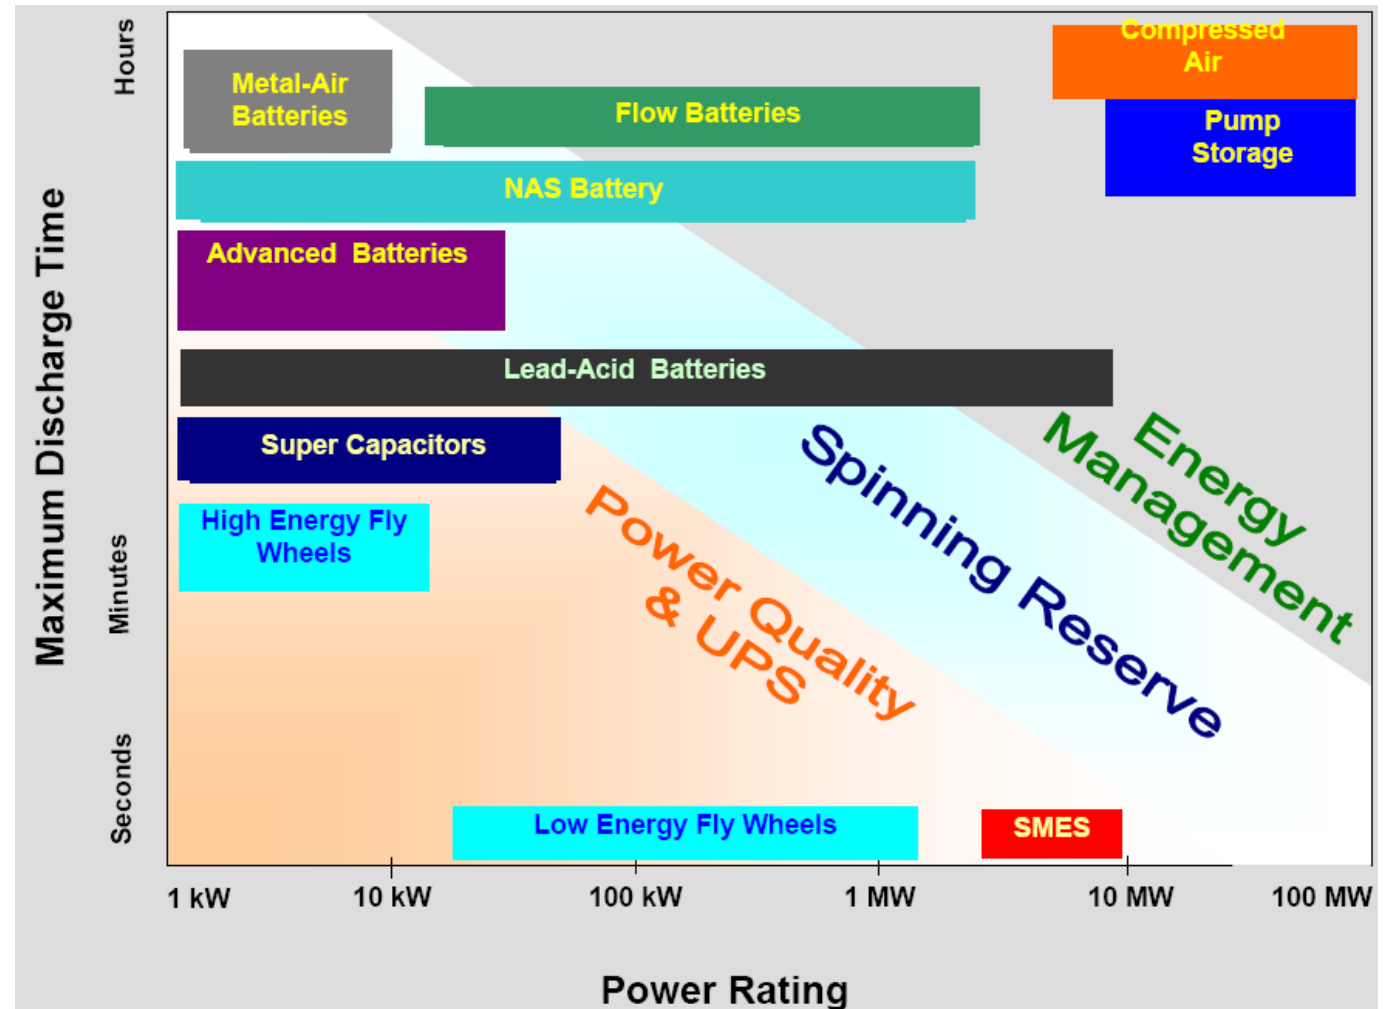 Hours
Minutes
Seconds
Maximum Discharge Time
Compressed
Air
Metal-Air
Batteries
Flow Batteries
Pump
Storage
NAS Battery
Advanced Batteries
Lead-Acid Batteries
Super Capacitors
High Energy Fly
Wheels
Energy
Management
Spinning Reserve
Power Quality
& UPS
Low Energy Fly Wheels
SMES
1 kW
10 kW
100 kW
1 MW
10 MW
100 MW
Power Rating